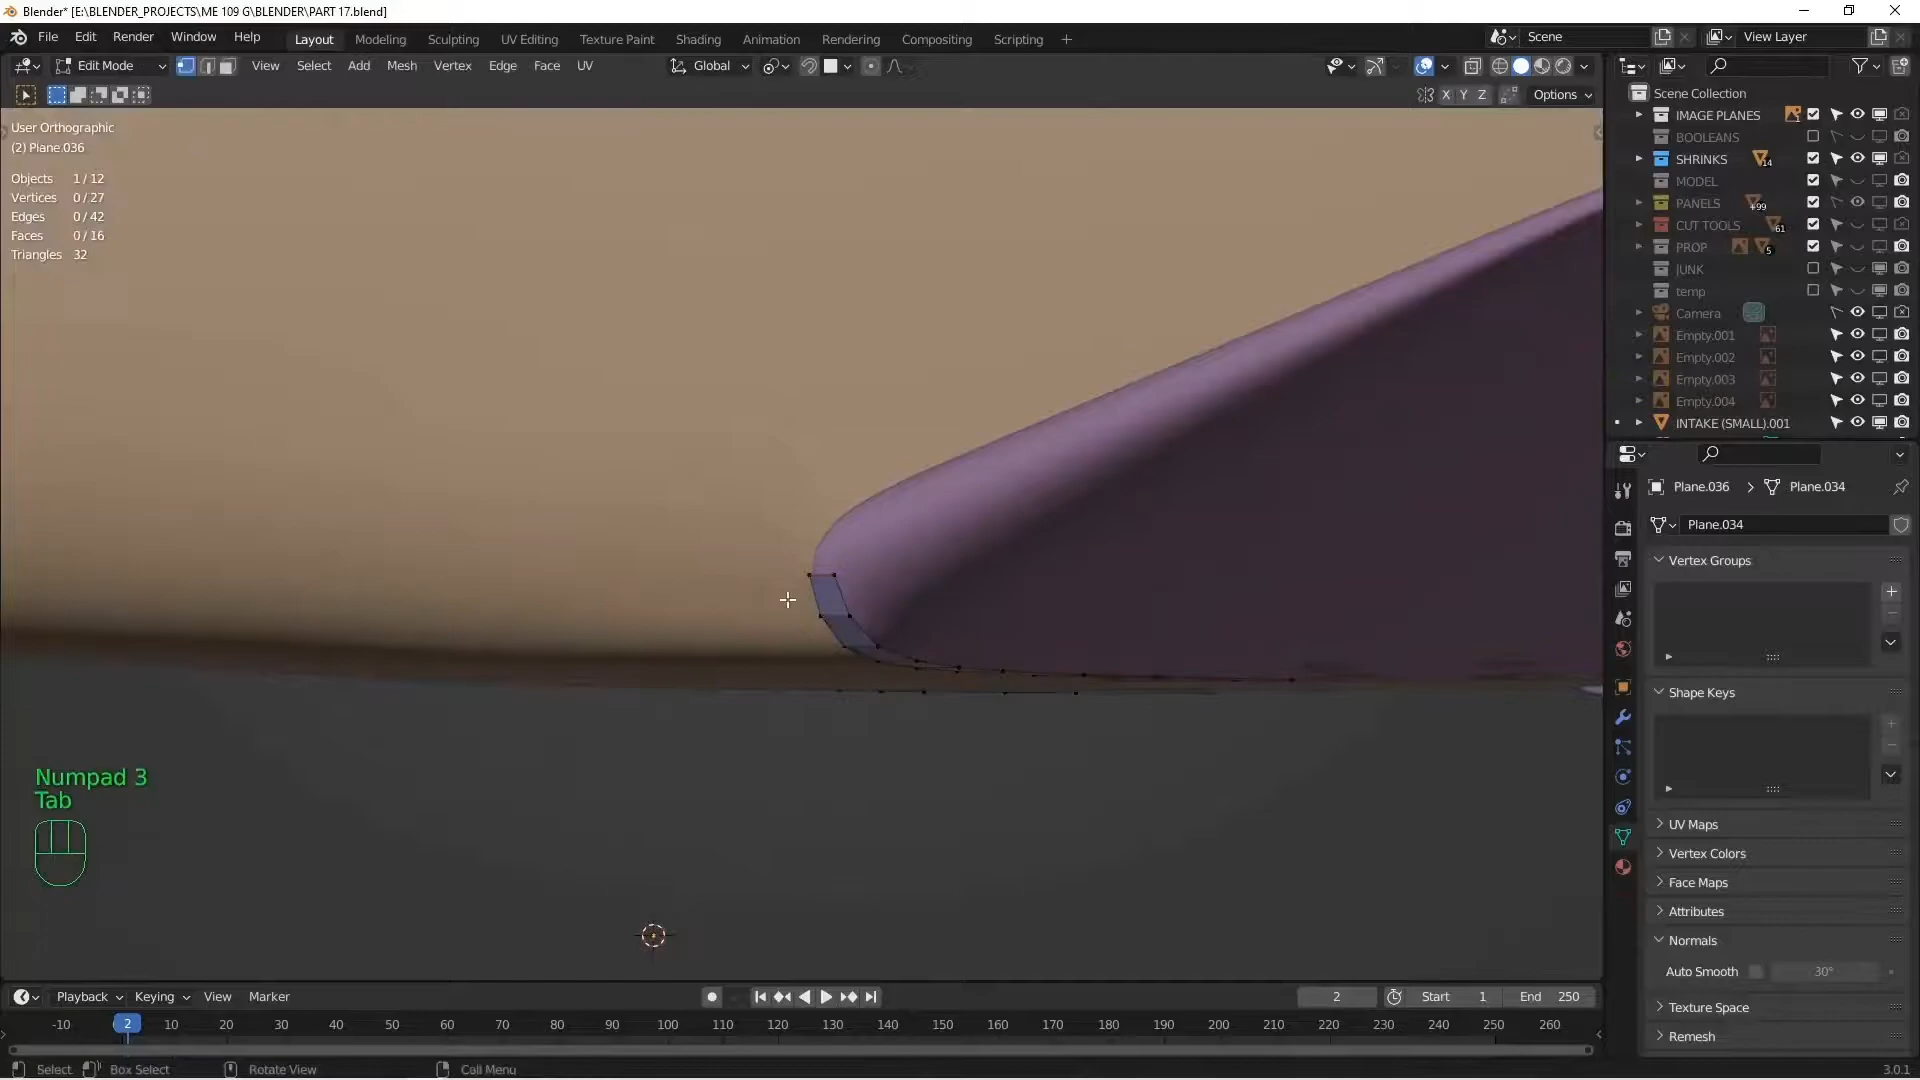 Blender* [E:\BLENDER_PROJECTS\ME 109 G\BLENDER\PART 17.blend]
File Edit Render Window Help Layout Modeling Sculpting UV Editing Texture Paint Shading Animation Rendering Compositing Scripting Scene View Layer
Edit Mode View Select Add Mesh Vertex Edge Face UV Global
X Y Z Options
User Orthographic
(2) Plane.036
Objects 1 / 12
Vertices 0 / 27
Edges 0 / 42
Faces 0 / 16
Triangles 32
Scene Collection
IMAGE PLANES 1
BOOLEANS
SHRINKS 14
MODEL
PANELS +99
CUT TOOLS 61
PROP 5
JUNK
temp
Camera
Empty.001
Empty.002
Empty.003
Empty.004
INTAKE (SMALL).001
Plane.036 Plane.034
Plane.034
Vertex Groups
Shape Keys
UV Maps
Vertex Colors
Face Maps
Attributes
Normals
Auto Smooth 30°
Texture Space
Remesh
Numpad 3
Tab
Playback Keying View Marker 2 Start 1 End 250
-10 2 10 20 30 40 50 60 70 80 90 100 110 120 130 140 150 160 170 180 190 200 210 220 230 240 250 260
Select Box Select Rotate View Call Menu 3.0.1